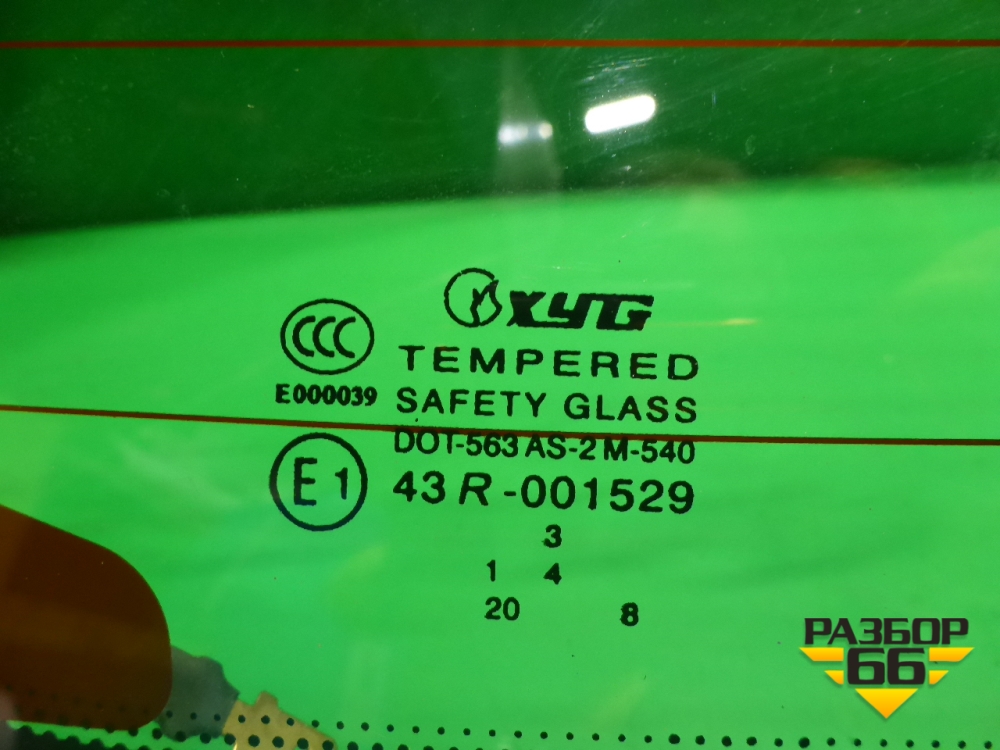 XYG
CCC
TEMPERED
E000039
SAFETY GLASS
DOT-563 AS-2 M-540
E1
43R-001529
3
1 4
20 8
РАЗБОР
66